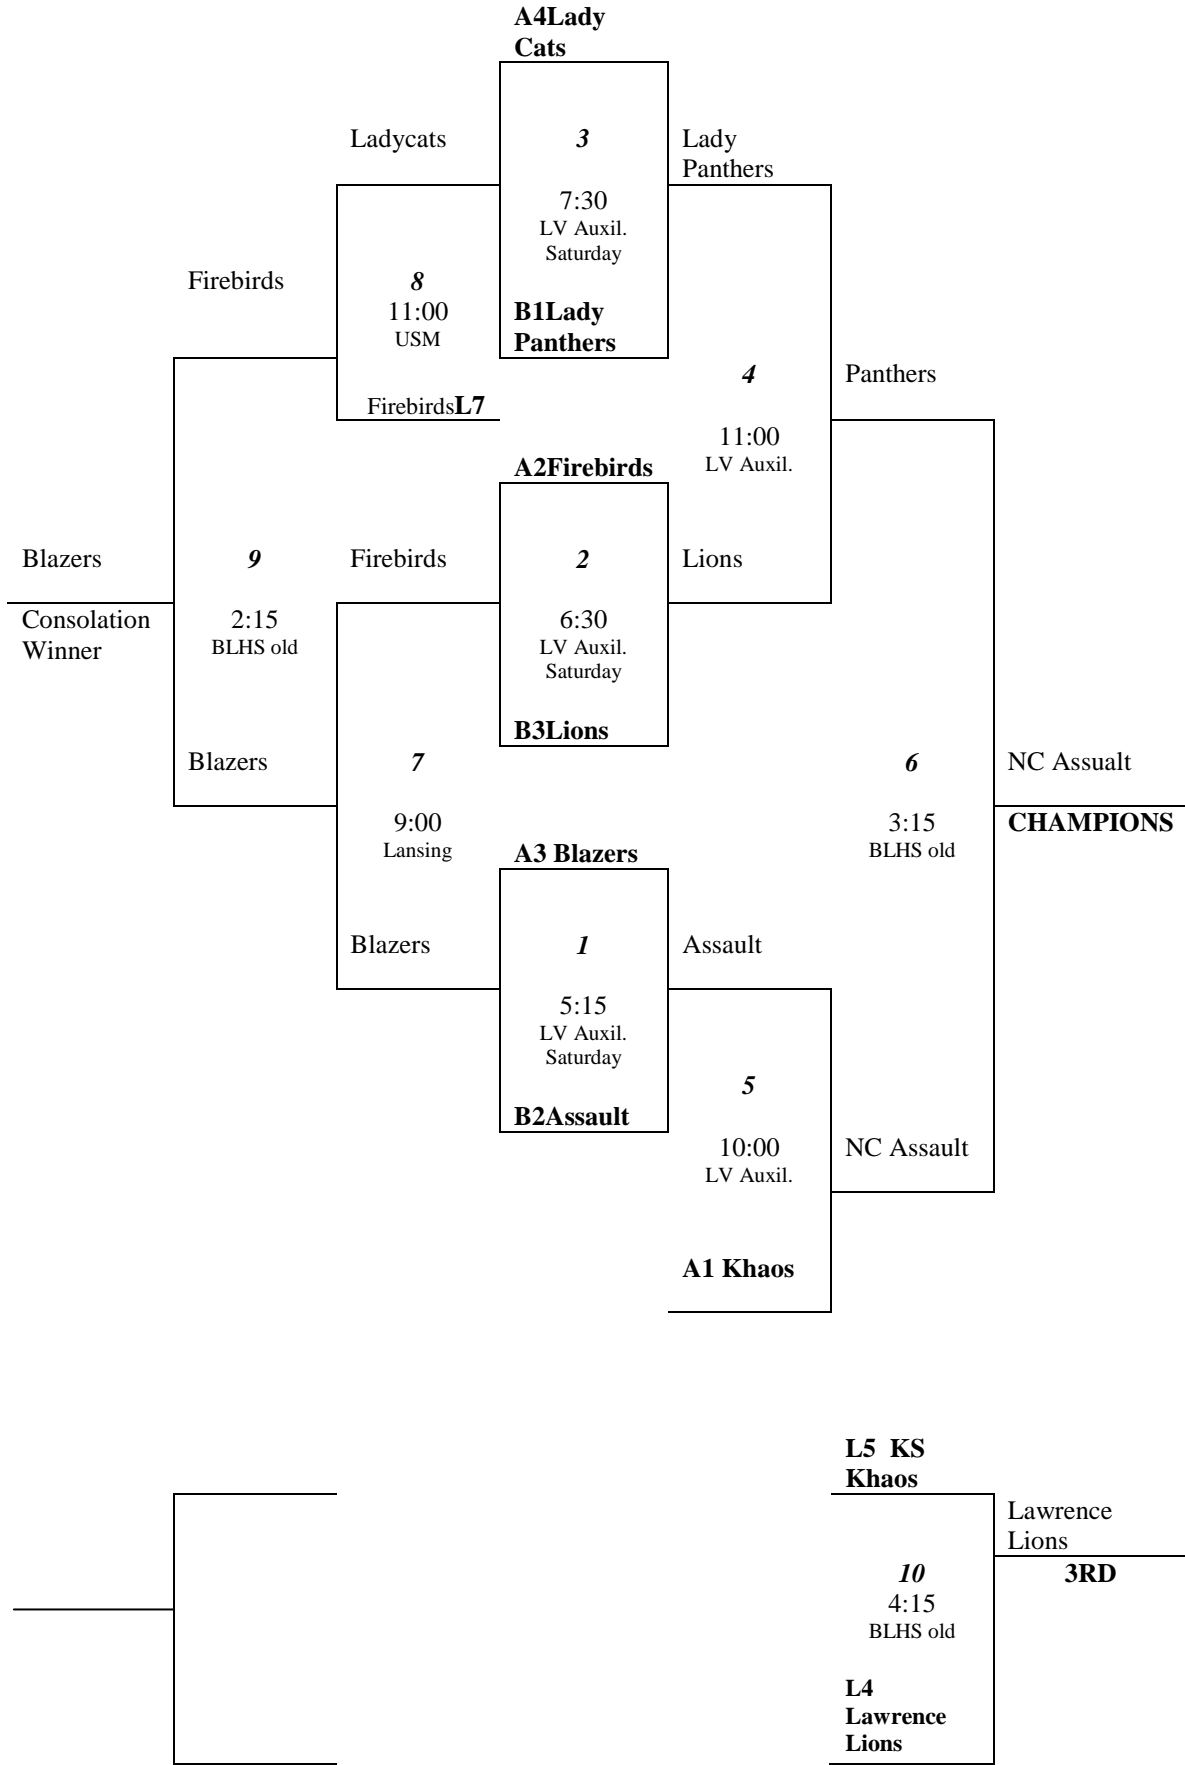 A4Lady
Cats
Ladycats
3
Lady
Panthers
7:30
LV Auxil.
Saturday
Firebirds
8
11:00
USM
B1Lady
Panthers
4
Panthers
FirebirdsL7
11:00
LV Auxil.
A2Firebirds
Blazers
9
Firebirds
2
Lions
Consolation
Winner
2:15
BLHS old
6:30
LV Auxil.
Saturday
B3Lions
Blazers
7
6
NC Assualt
9:00
Lansing
3:15
BLHS old
CHAMPIONS
A3 Blazers
Blazers
1
Assault
5:15
LV Auxil.
Saturday
5
B2Assault
10:00
LV Auxil.
NC Assault
A1 Khaos
L5  KS
Khaos
Lawrence
Lions
10
3RD
4:15
BLHS old
L4
Lawrence
Lions